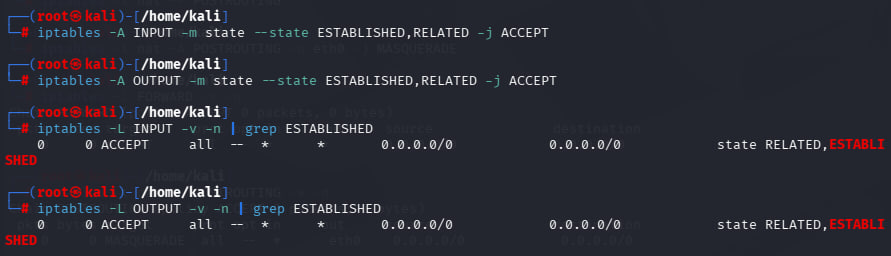 ┌──(root㉿kali)-[/home/kali]
└─# iptables -A INPUT -m state --state ESTABLISHED,RELATED -j ACCEPT
┌──(root㉿kali)-[/home/kali]
└─# iptables -A OUTPUT -m state --state ESTABLISHED,RELATED -j ACCEPT
┌──(root㉿kali)-[/home/kali]
└─# iptables -L INPUT -v -n | grep ESTABLISHED
0 0 ACCEPT all -- * * 0.0.0.0/0 0.0.0.0/0 state RELATED,ESTABLI
SHED
┌──(root㉿kali)-[/home/kali]
└─# iptables -L OUTPUT -v -n | grep ESTABLISHED
0 0 ACCEPT all -- * * 0.0.0.0/0 0.0.0.0/0 state RELATED,ESTABLI
SHED